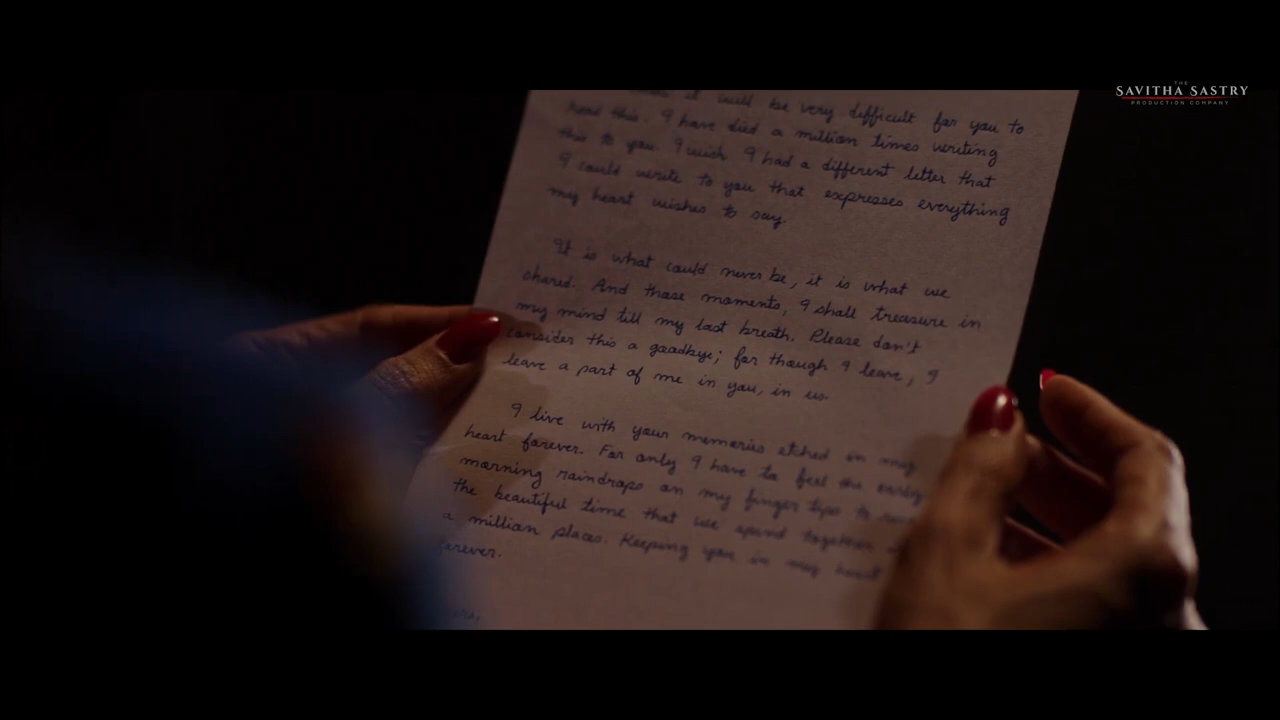 THE
SAVITHA SASTRY
PRODUCTION COMPANY
it will be very difficult for you to
read this. I have died a million times writing
this to you. I wish I had a different letter that
I could write to you that expresses everything
my heart wishes to say.
It is what could never be, it is what we
shared. And those moments, I shall treasure in
my mind till my last breath. Please don't
consider this a goodbye; for though I leave, I
leave a part of me in you, in us.
I live with your memories etched in my
heart forever. For only I have to feel the early
morning raindrops on my finger tips to
the beautiful time that we spend together
a million places. Keeping you in my heart
forever.